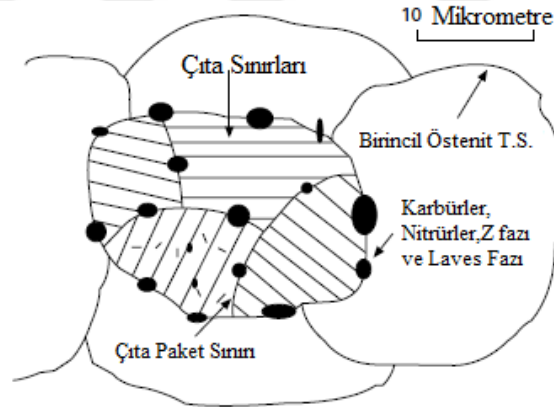 10 Mikrometre
Çıta Sınırları
Birincil Östenit T.S.
Karbürler,
Nitrürler,Z fazı
ve Laves Fazı
Çıta Paket Sınırı